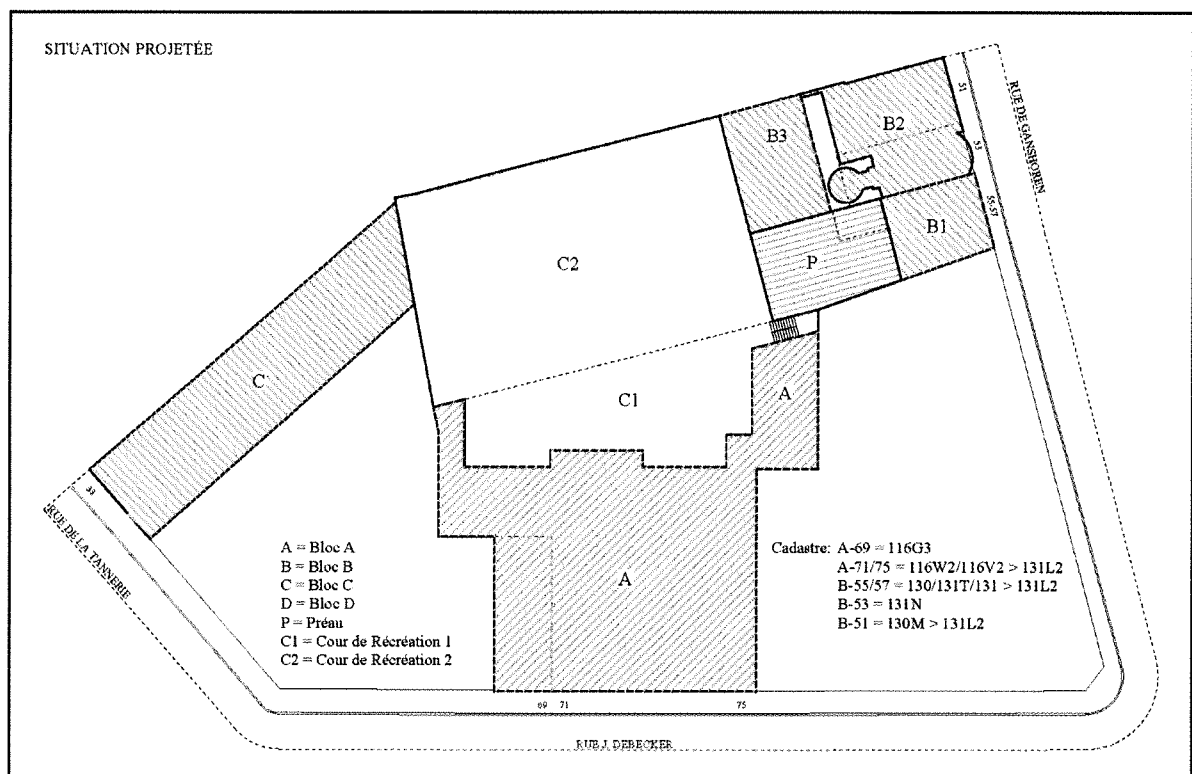 SITUATION PROJETÉE
51
RUE DE GANSHOREN
B3
B2
53
55-57
B1
P
C2
C
C1
A
33
RUE DE LA TANNERIE
A = Bloc A
B = Bloc B
C = Bloc C
D = Bloc D
P = Préau
C1 = Cour de Récréation 1
C2 = Cour de Récréation 2
A
Cadastre: A-69 = 116G3
A-71/75 = 116W2/116V2 > 131L2
B-55/57 = 130/131T/131 > 131L2
B-53 = 131N
B-51 = 130M > 131L2
69 71 75
RUE J. DEBECKER